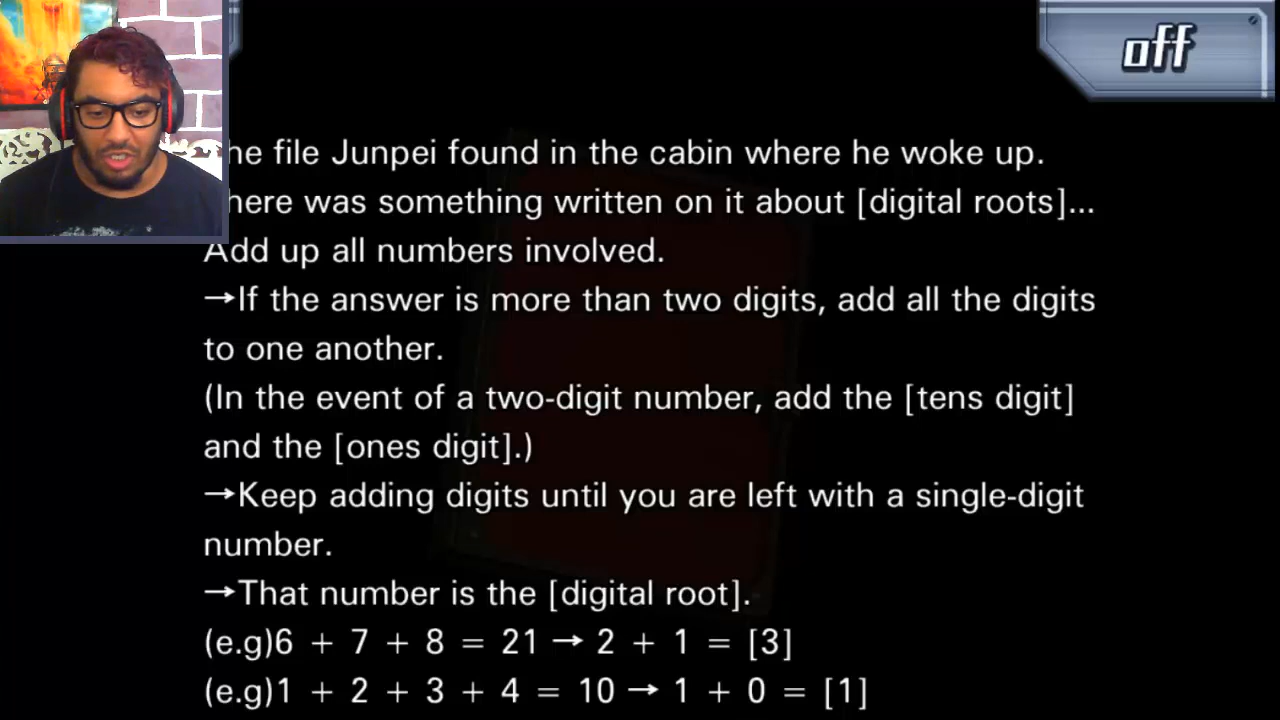 off
he file Junpei found in the cabin where he woke up.
here was something written on it about [digital roots]...
Add up all numbers involved.
→If the answer is more than two digits, add all the digits
to one another.
(In the event of a two-digit number, add the [tens digit]
and the [ones digit].)
→Keep adding digits until you are left with a single-digit
number.
→That number is the [digital root].
(e.g)6 + 7 + 8 = 21 → 2 + 1 = [3]
(e.g)1 + 2 + 3 + 4 = 10 → 1 + 0 = [1]